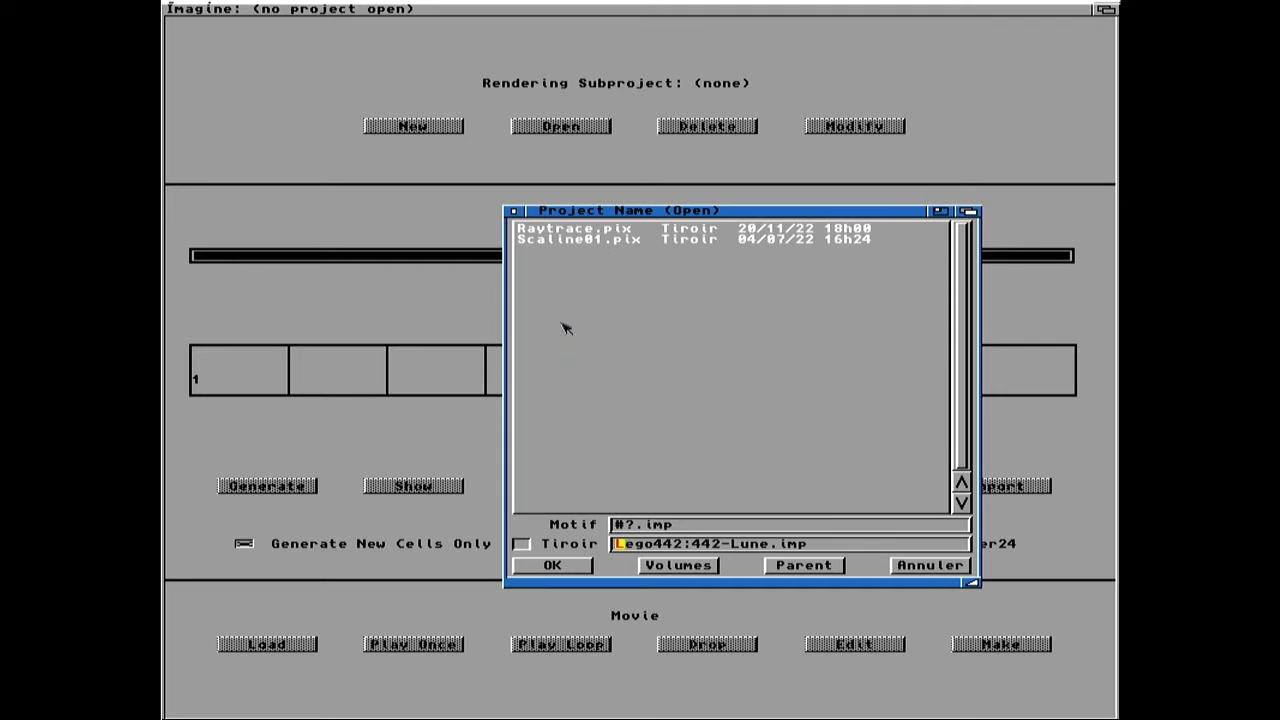 Imagine: (no project open)
Rendering Subproject: (none)
New Open Delete Modify
Project Name (Open)
Raytrace.pix Tiroir 20/11/22 18h00
Scaline01.pix Tiroir 04/07/22 16h24
1
Generate Show
Motif #?.imp
Generate New Cells Only
Tiroir Lego442:442-Lune.imp
OK Volumes Parent Annuler
Movie
Load Play Once Play Loop Drop Edit Make